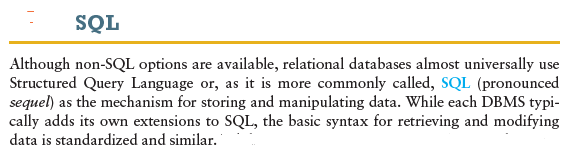 SQL
Although non-SQL options are available, relational databases almost universally use
Structured Query Language or, as it is more commonly called, SQL (pronounced
sequel) as the mechanism for storing and manipulating data. While each DBMS typi-
cally adds its own extensions to SQL, the basic syntax for retrieving and modifying
data is standardized and similar.